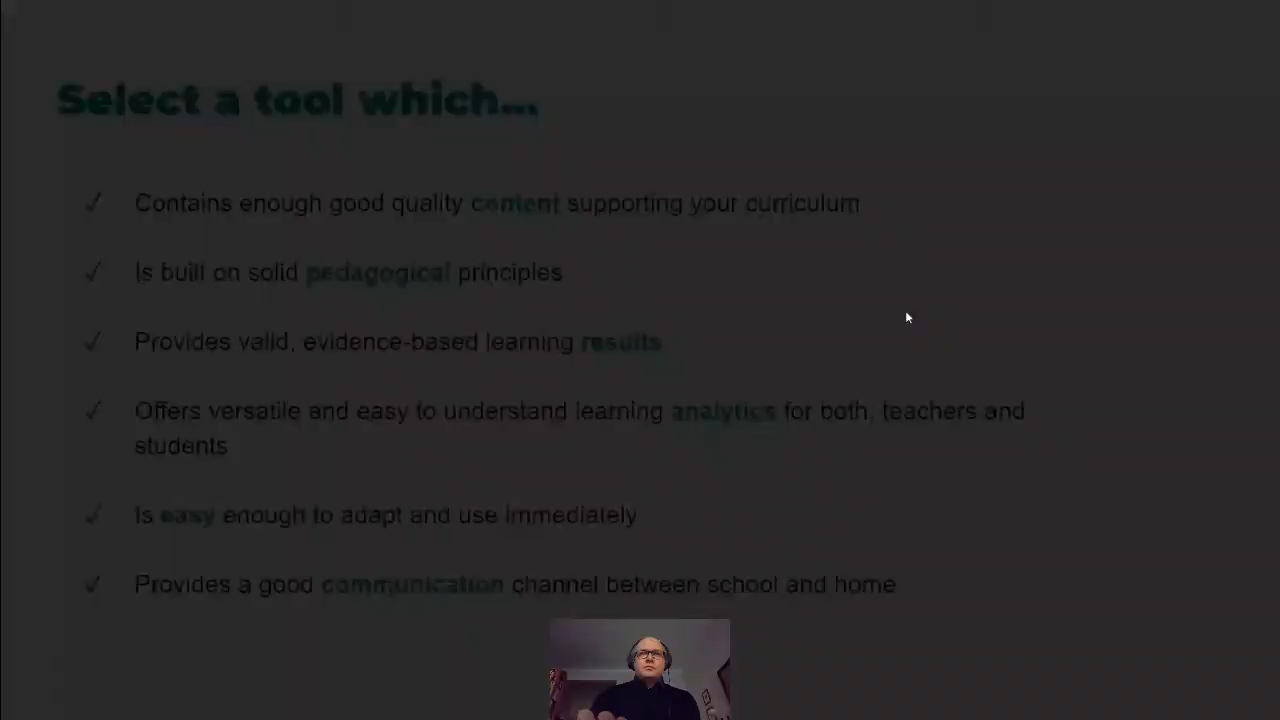 Select a tool which...
✓ Contains enough good quality content supporting your curriculum
✓ Is built on solid pedagogical principles
✓ Provides valid, evidence-based learning results
✓ Offers versatile and easy to understand learning analytics for both, teachers and
students
✓ Is easy enough to adapt and use immediately
✓ Provides a good communication channel between school and home